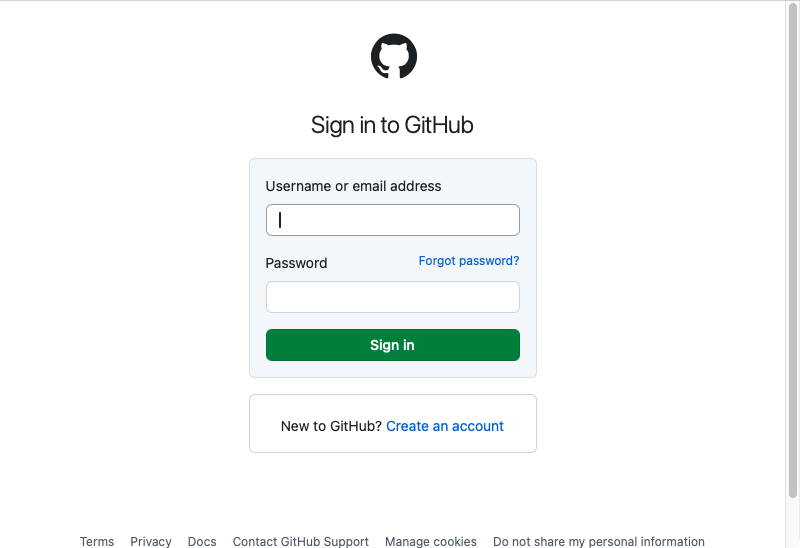 Sign in to GitHub
Username or email address
Password Forgot password?
Sign in
New to GitHub? Create an account
Terms Privacy Docs Contact GitHub Support Manage cookies Do not share my personal information